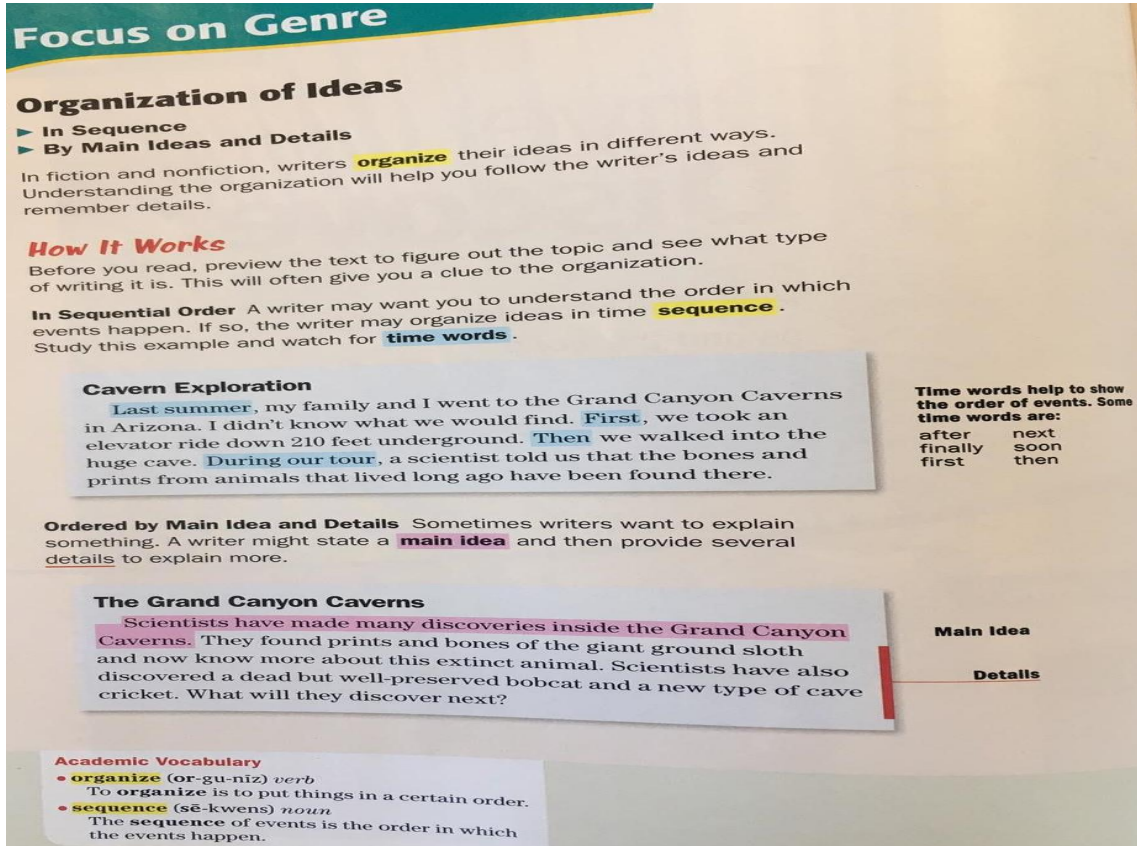 Focus on Genre
Organization of Ideas
► In Sequence
► By Main Ideas and Details
In fiction and nonfiction, writers organize their ideas in different ways.
Understanding the organization will help you follow the writer's ideas and
remember details.
How It Works
Before you read, preview the text to figure out the topic and see what type
of writing it is. This will often give you a clue to the organization.
In Sequential Order A writer may want you to understand the order in which
events happen. If so, the writer may organize ideas in time sequence.
Study this example and watch for time words.
Cavern Exploration
Last summer, my family and I went to the Grand Canyon Caverns
in Arizona. I didn't know what we would find. First, we took an
elevator ride down 210 feet underground. Then we walked into the
huge cave. During our tour, a scientist told us that the bones and
prints from animals that lived long ago have been found there.
Time words help to show
the order of events. Some
time words are:
after next
finally soon
first then
Ordered by Main Idea and Details Sometimes writers want to explain
something. A writer might state a main idea and then provide several
details to explain more.
The Grand Canyon Caverns
Scientists have made many discoveries inside the Grand Canyon
Caverns. They found prints and bones of the giant ground sloth
and now know more about this extinct animal. Scientists have also
discovered a dead but well-preserved bobcat and a new type of cave
cricket. What will they discover next?
Main Idea
Details
Academic Vocabulary
• organize (or-gu-nīz) verb
To organize is to put things in a certain order.
• sequence (sē-kwens) noun
The sequence of events is the order in which
the events happen.